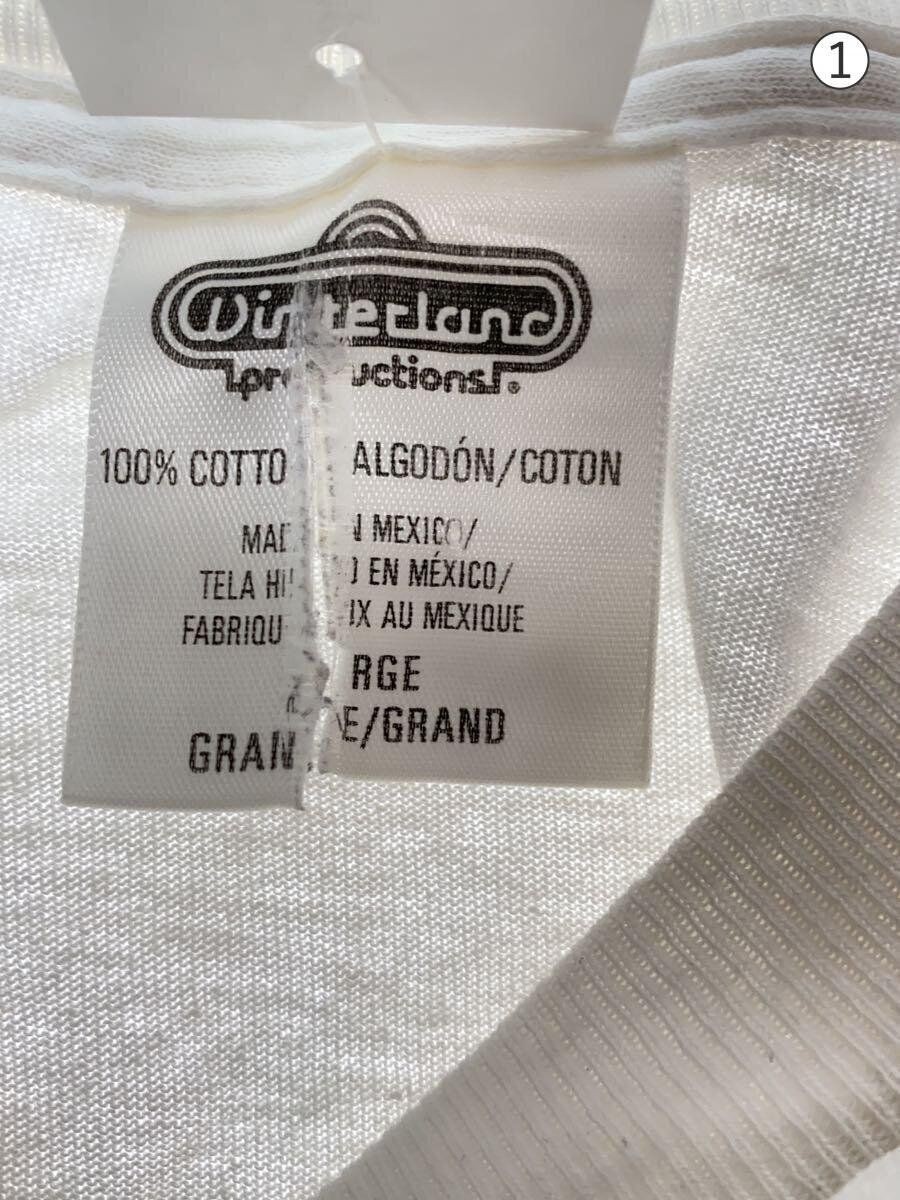 ①
Winterland
productions®
100% COTTO ALGODÓN/COTON
MAD N MEXICO/
TELA HI O EN MÉXICO/
FABRIQU IX AU MEXIQUE
RGE
GRAN DE/GRAND